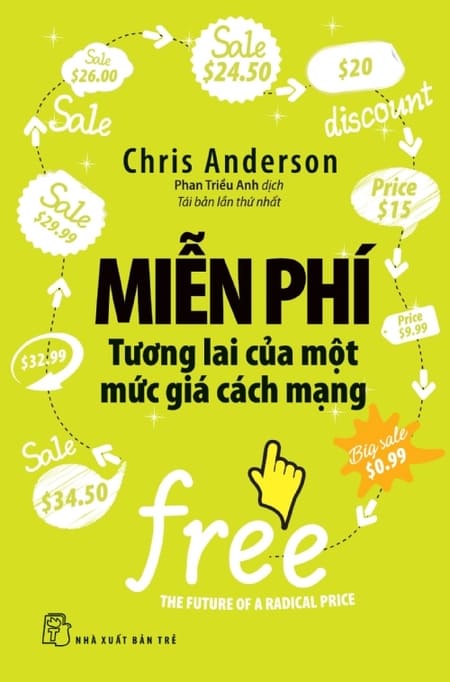 Sale
$26.00
Sale
Sale
$24.50
$20
discount
Chris Anderson
Phan Triều Anh dịch
Tái bản lần thứ nhất
Sale
$29.99
Price
$15
MIỄN PHÍ
Tương lai của một
mức giá cách mạng
Price
$9.99
$32.99
Big sale
$0.99
Sale
$34.50
free
THE FUTURE OF A RADICAL PRICE
NHÀ XUẤT BẢN TRẺ